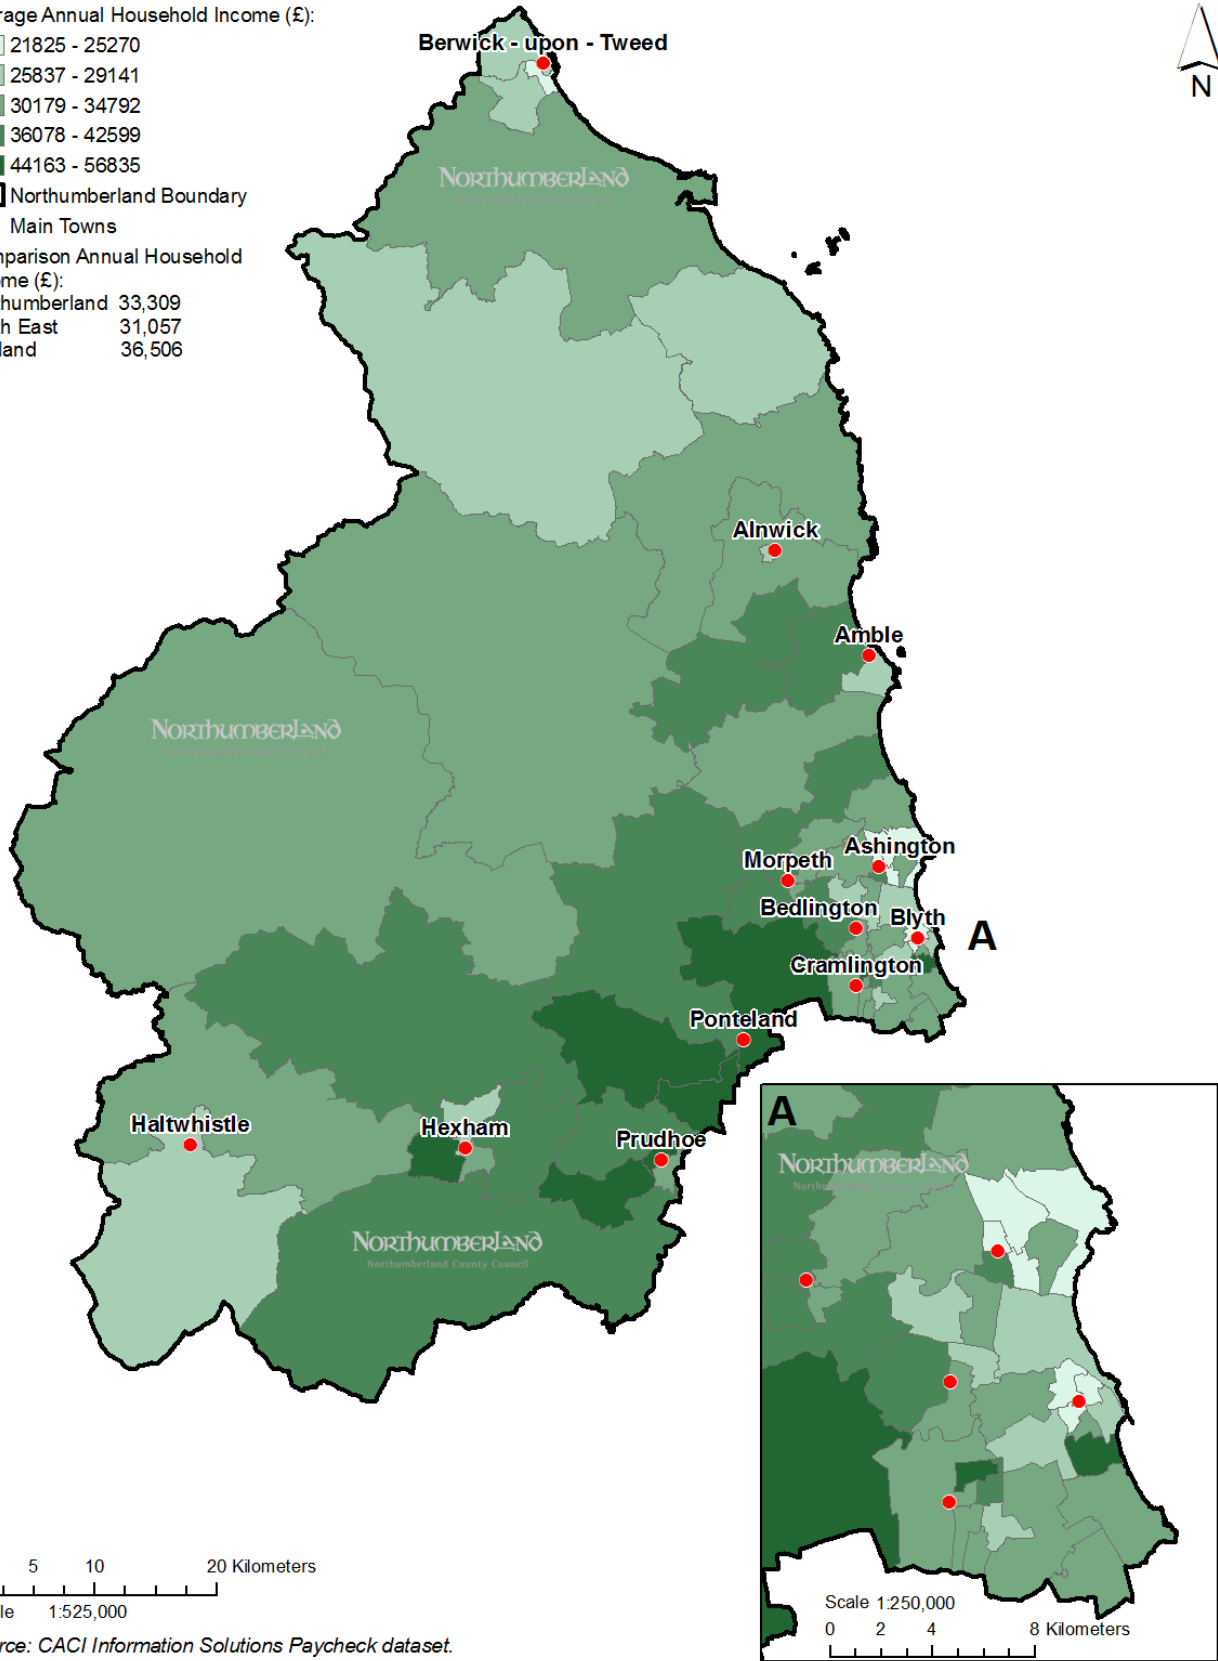 rage Annual Household Income (£):
21825 - 25270
25837 - 29141
30179 - 34792
36078 - 42599
44163 - 56835
Northumberland Boundary
Main Towns
parison Annual Household
me (£):
humberland 33,309
h East 31,057
land 36,506
N
Berwick - upon - Tweed
NORTHUMBERLAND
Alnwick
Amble
NORTHUMBERLAND
Ashington
Morpeth
Bedlington
Blyth
A
Cramlington
Ponteland
Haltwhistle
Hexham
Prudhoe
A
NORTHUMBERLAND
NORTHUMBERLAND
Northumberland County Council
5 10 20 Kilometers
le 1:525,000
Scale 1:250,000
0 2 4 8 Kilometers
rce: CACI Information Solutions Paycheck dataset.